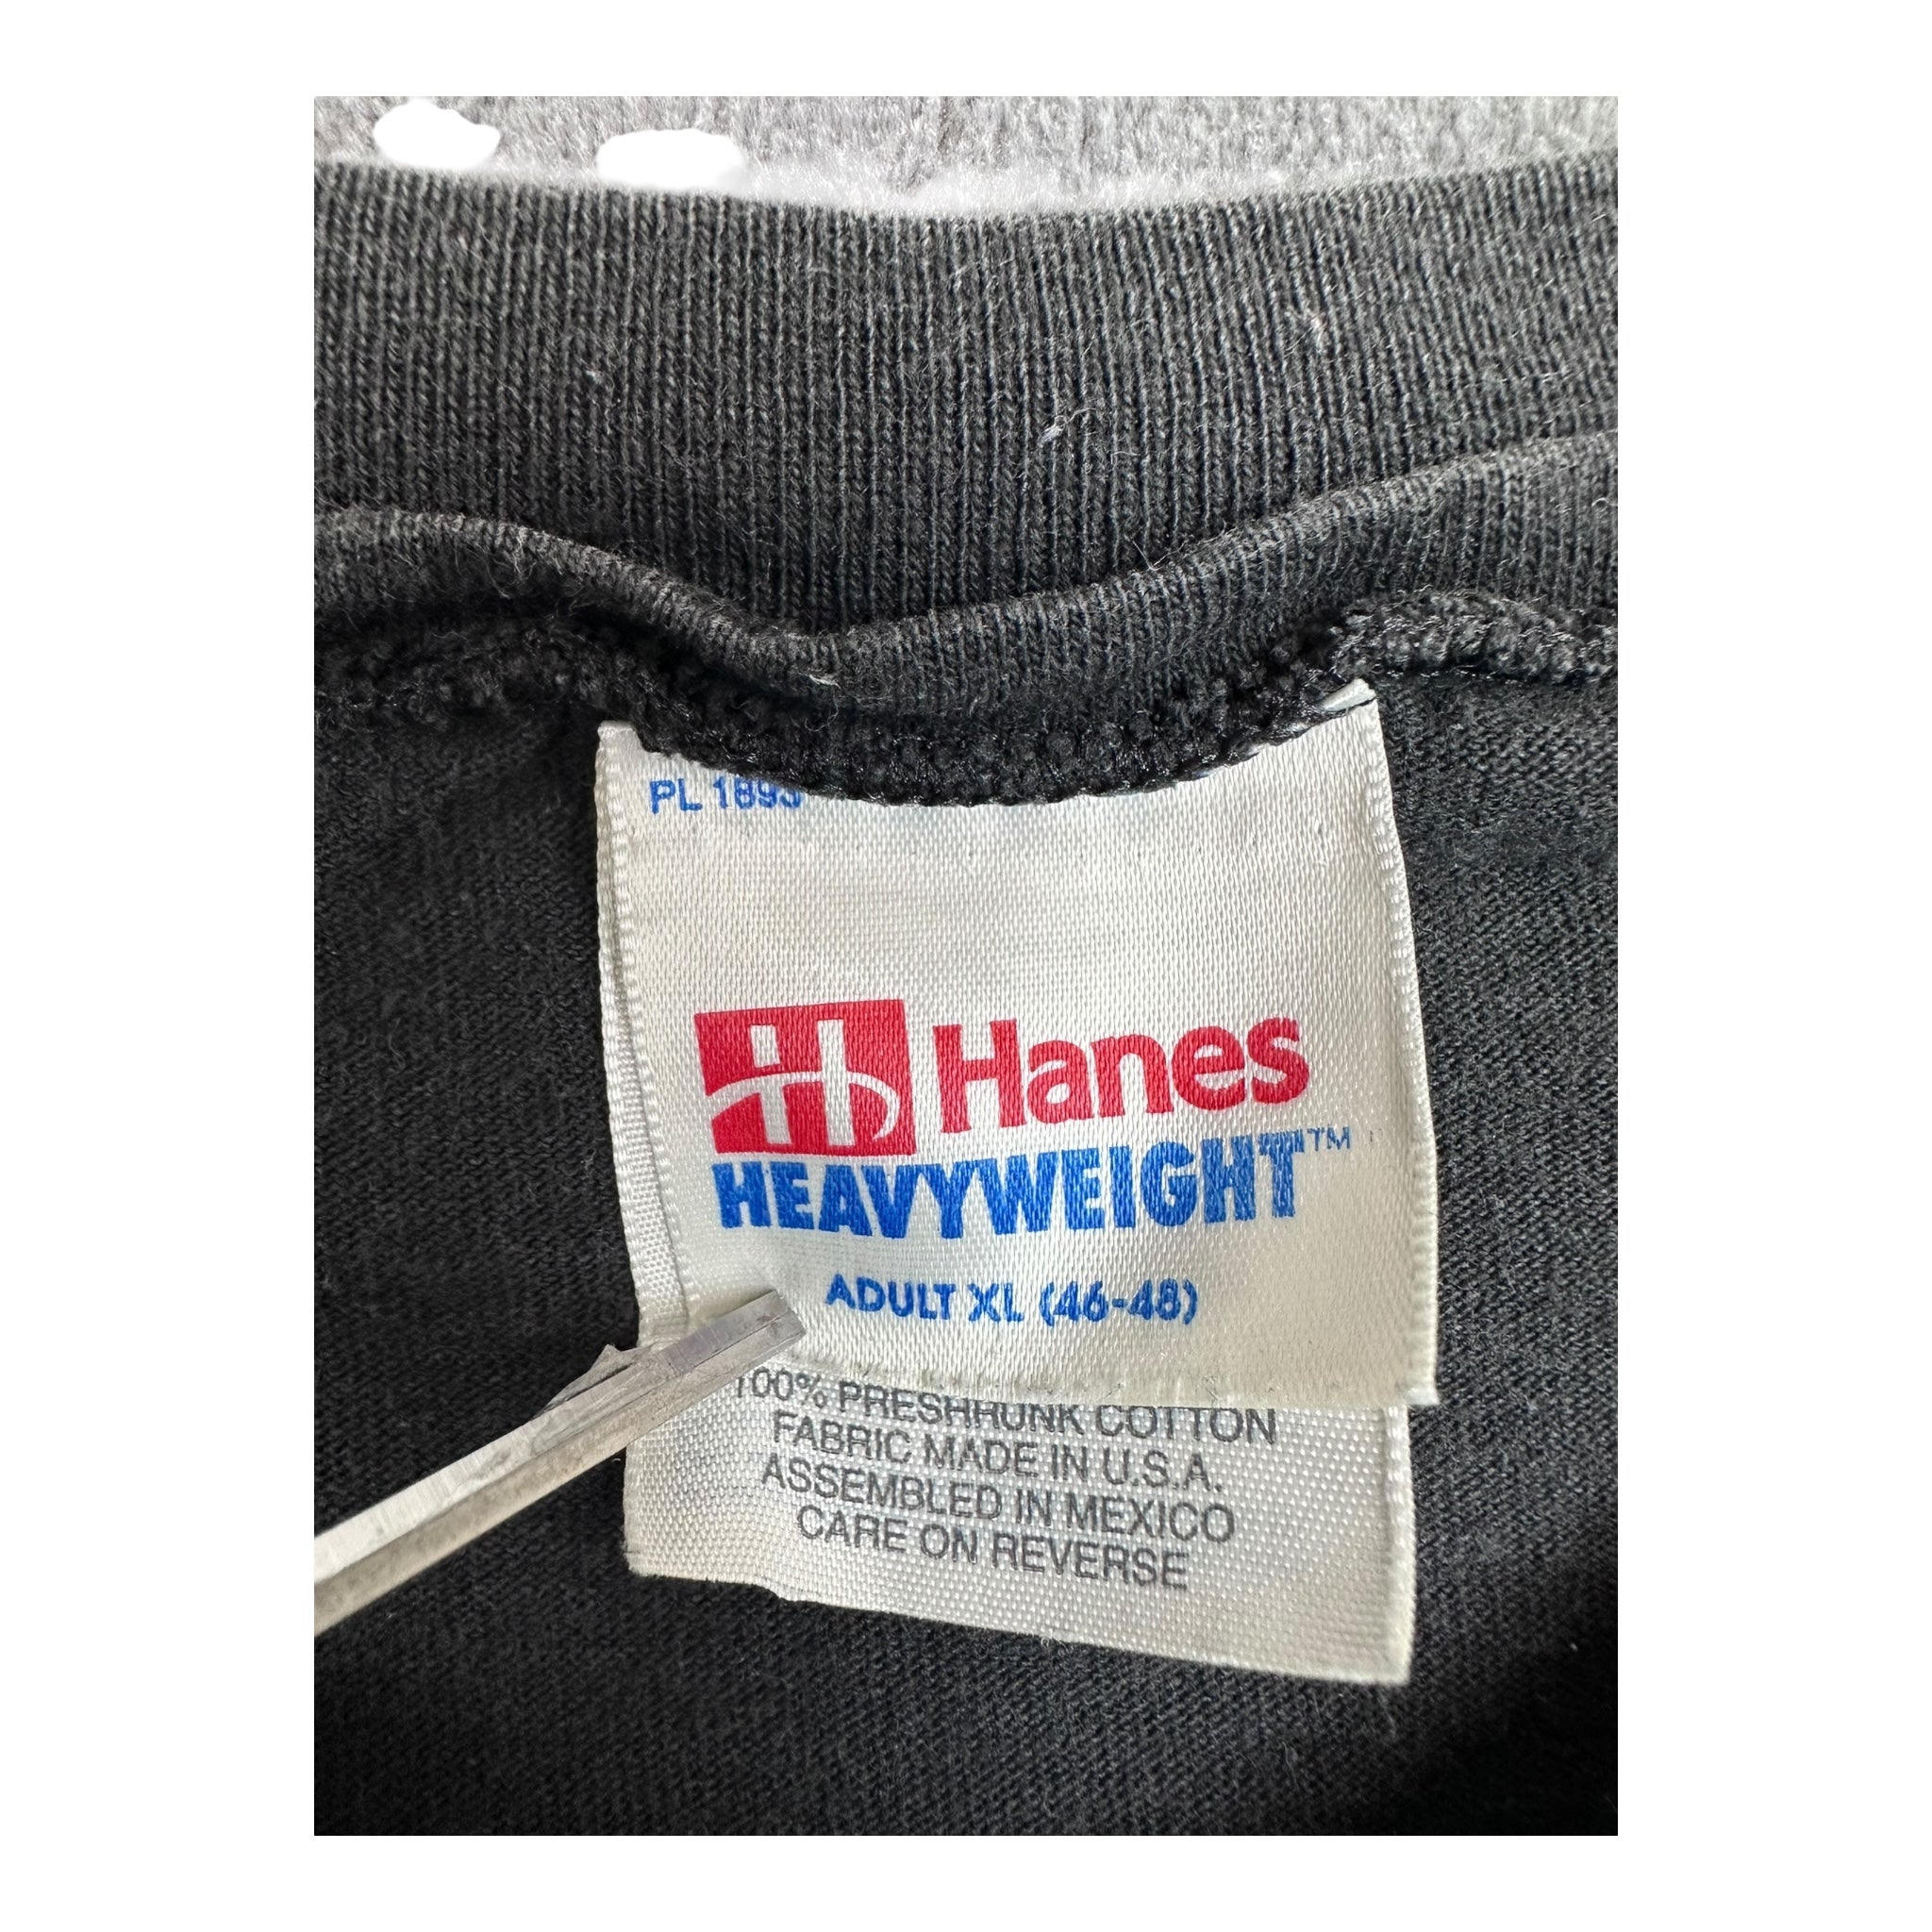 PL 1893
H Hanes
HEAVYWEIGHT™
ADULT XL (46-48)
100% PRESHRUNK COTTON
FABRIC MADE IN U.S.A.
ASSEMBLED IN MEXICO
CARE ON REVERSE